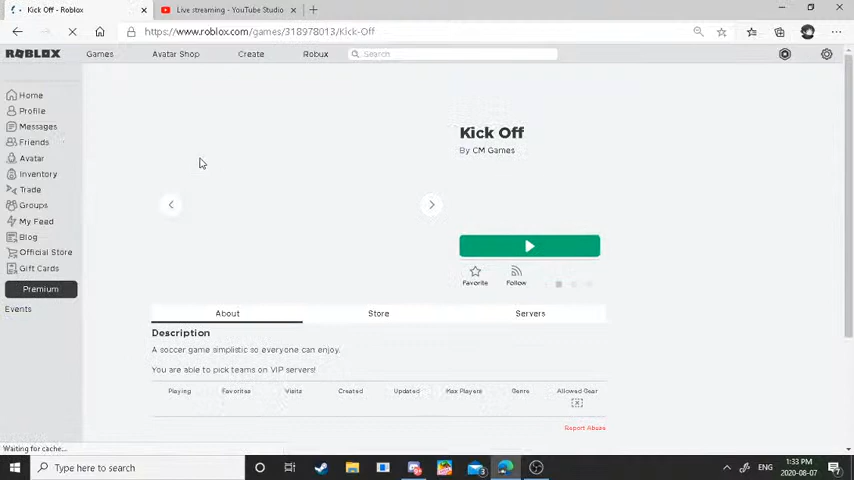 Kick Off - Roblox
Live streaming - YouTube Studio
https://www.roblox.com/games/318978013/Kick-Off
ROBLOX
Games
Avatar Shop
Create
Robux
Search
Home
Profile
Messages
Friends
Avatar
Inventory
Trade
Groups
My Feed
Blog
Official Store
Gift Cards
Premium
Events
Kick Off
By CM Games
Favorite
Follow
About
Store
Servers
Description
A soccer game simplistic so everyone can enjoy.
You are able to pick teams on VIP servers!
Playing Favorites Visits Created Updated Max Players Genre Allowed Gear
Report Abuse
Waiting for cache...
Type here to search
3
ENG
1:33 PM
2020-08-07
7